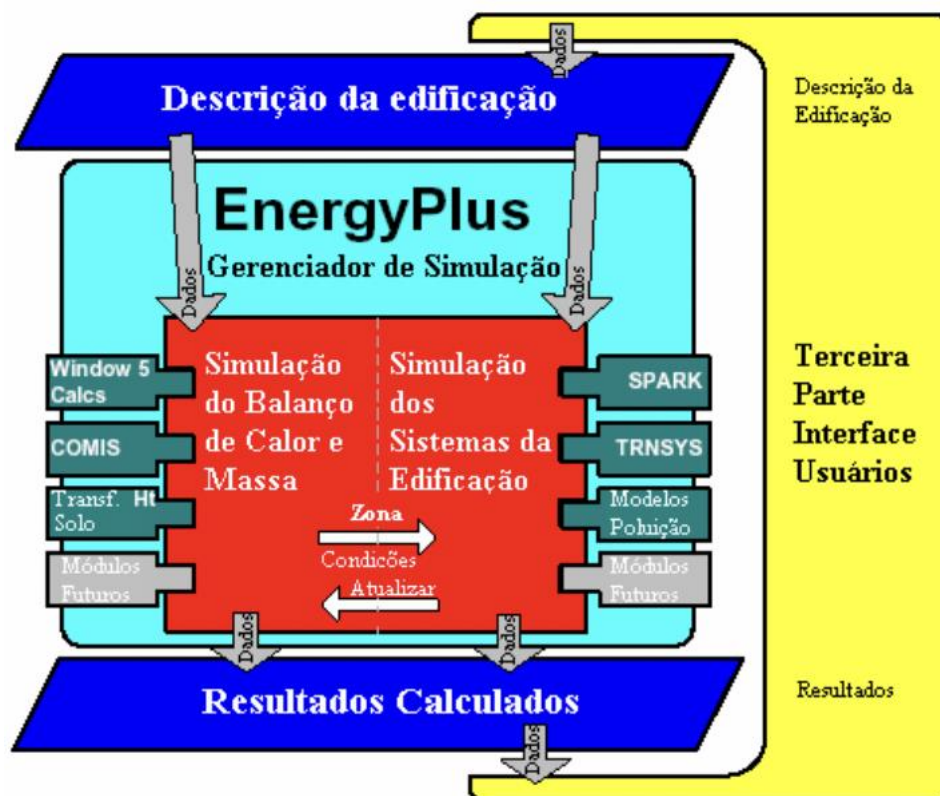 Dados
Descrição da edificação
Descrição da
Edificação
EnergyPlus
Gerenciador de Simulação
Dados
Dados
Window 5
Calcs
COMIS
Transf. Ht
Solo
Módulos
Futuros
Simulação
do Balanço
de Calor e
Massa
Simulação
dos
Sistemas da
Edificação
Zona
Condições
Atualizar
SPARK
TRNSYS
Modelos
Poluição
Módulos
Futuros
Terceira
Parte
Interface
Usuários
Dados
Dados
Resultados Calculados
Resultados
Dados